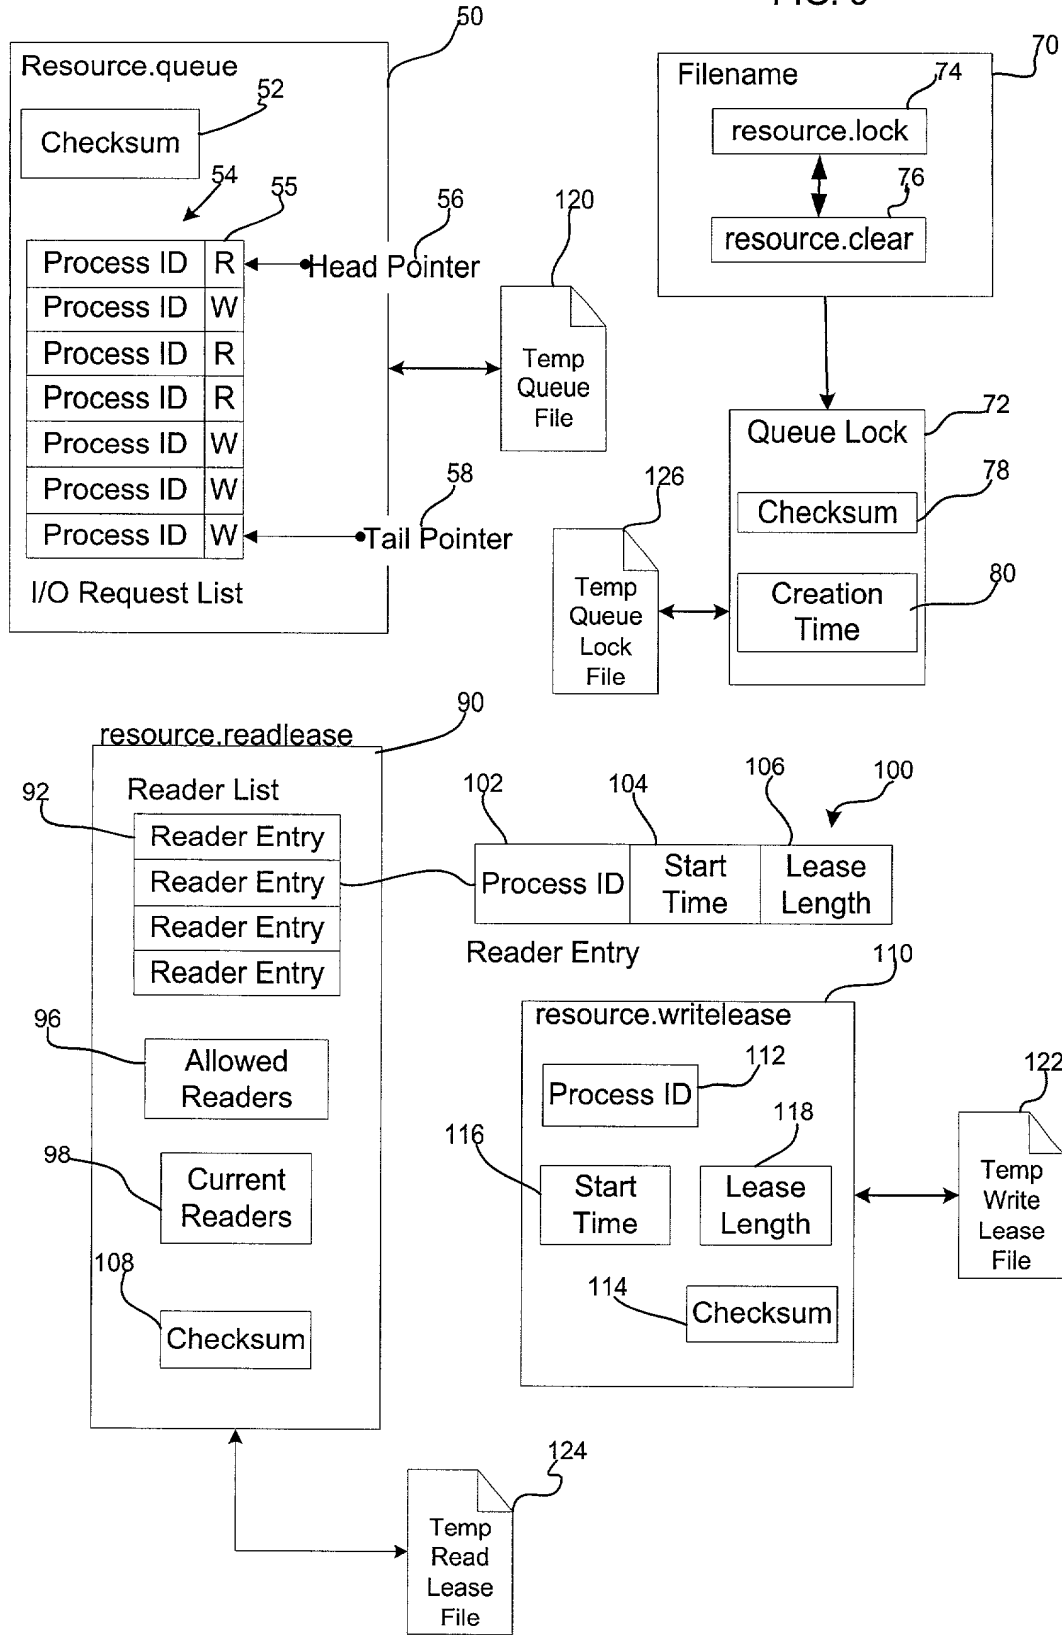 50
Resource.queue
52
Checksum
54
55
56
Process ID R
Head Pointer
Process ID W
Process ID R
Process ID R
Process ID W
Process ID W
Process ID W
58
Tail Pointer
I/O Request List
120
Temp
Queue
File
70
Filename
74
resource.lock
76
resource.clear
72
Queue Lock
78
Checksum
80
Creation
Time
126
Temp
Queue
Lock
File
90
resource.readlease
Reader List
92
Reader Entry
Reader Entry
Reader Entry
Reader Entry
96
Allowed
Readers
98
Current
Readers
108
Checksum
102
104
106
100
Process ID
Start
Time
Lease
Length
Reader Entry
110
resource.writelease
112
Process ID
116
Start
Time
118
Lease
Length
114
Checksum
122
Temp
Write
Lease
File
124
Temp
Read
Lease
File